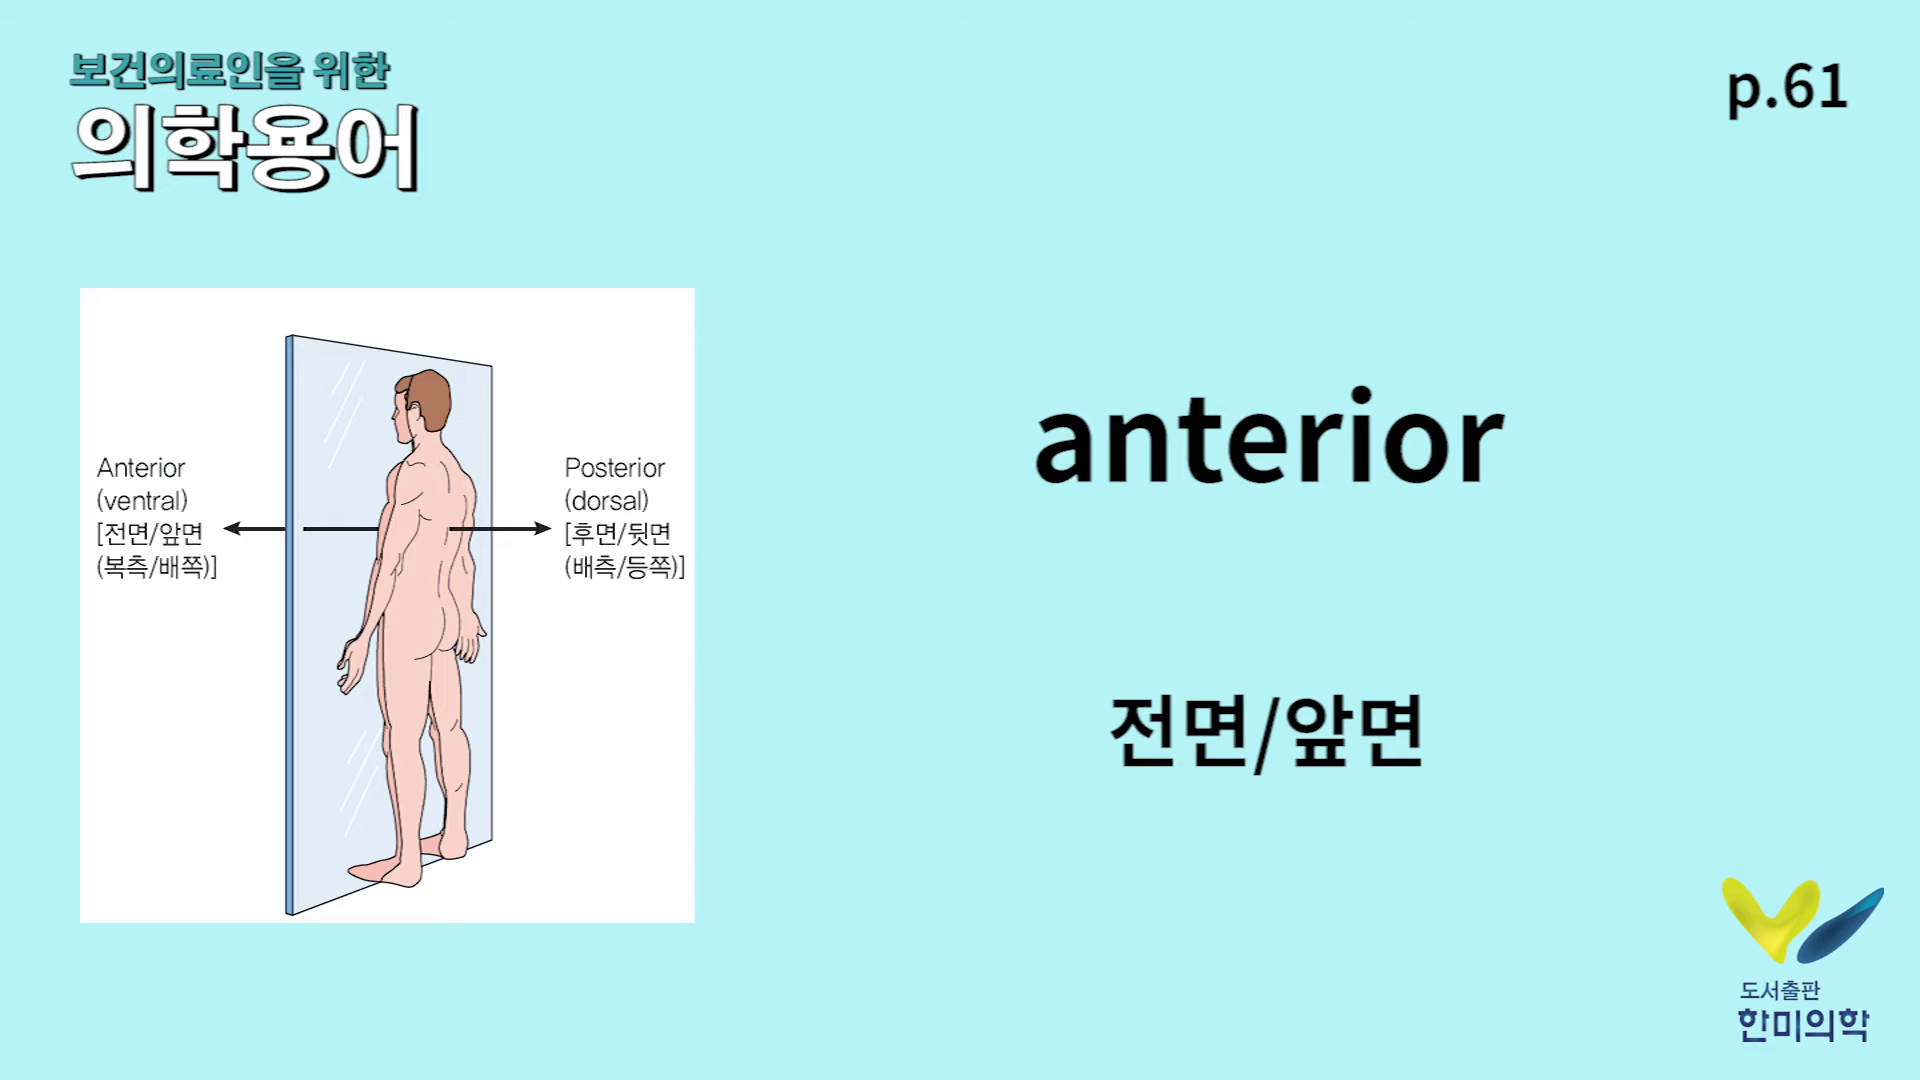 보건의료인을 위한
의학용어
p.61
Anterior
(ventral)
[전면/앞면
(복측/배쪽)]
Posterior
(dorsal)
[후면/뒷면
(배측/등쪽)]
anterior
전면/앞면
도서출판
한미의학